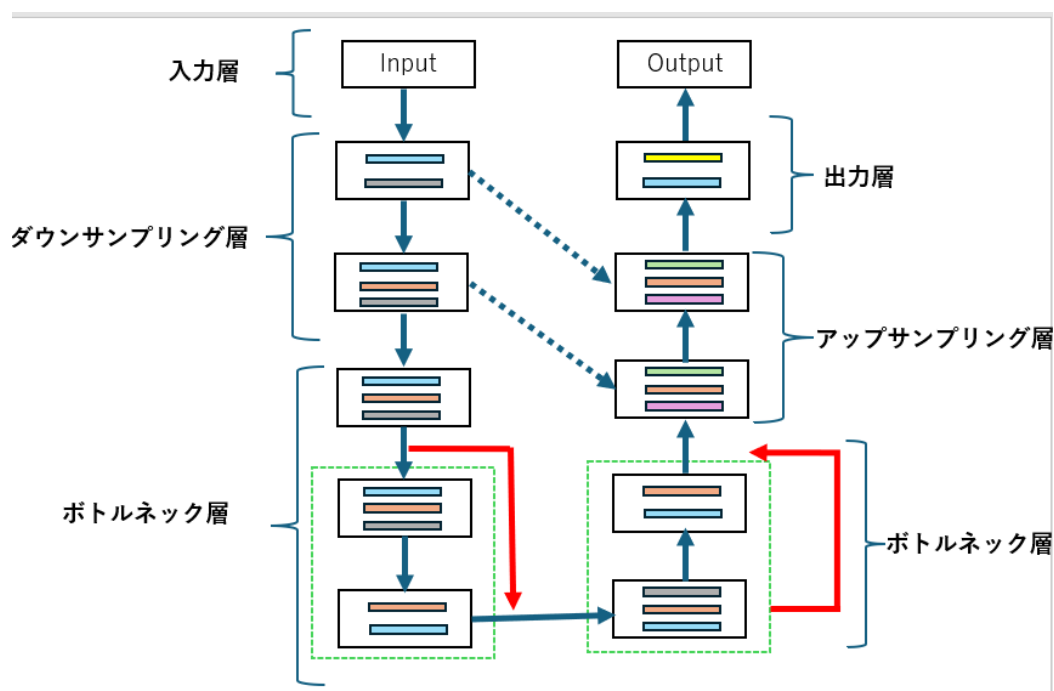 入力層
Input
Output
出力層
ダウンサンプリング層
アップサンプリング層
ボトルネック層
ボトルネック層